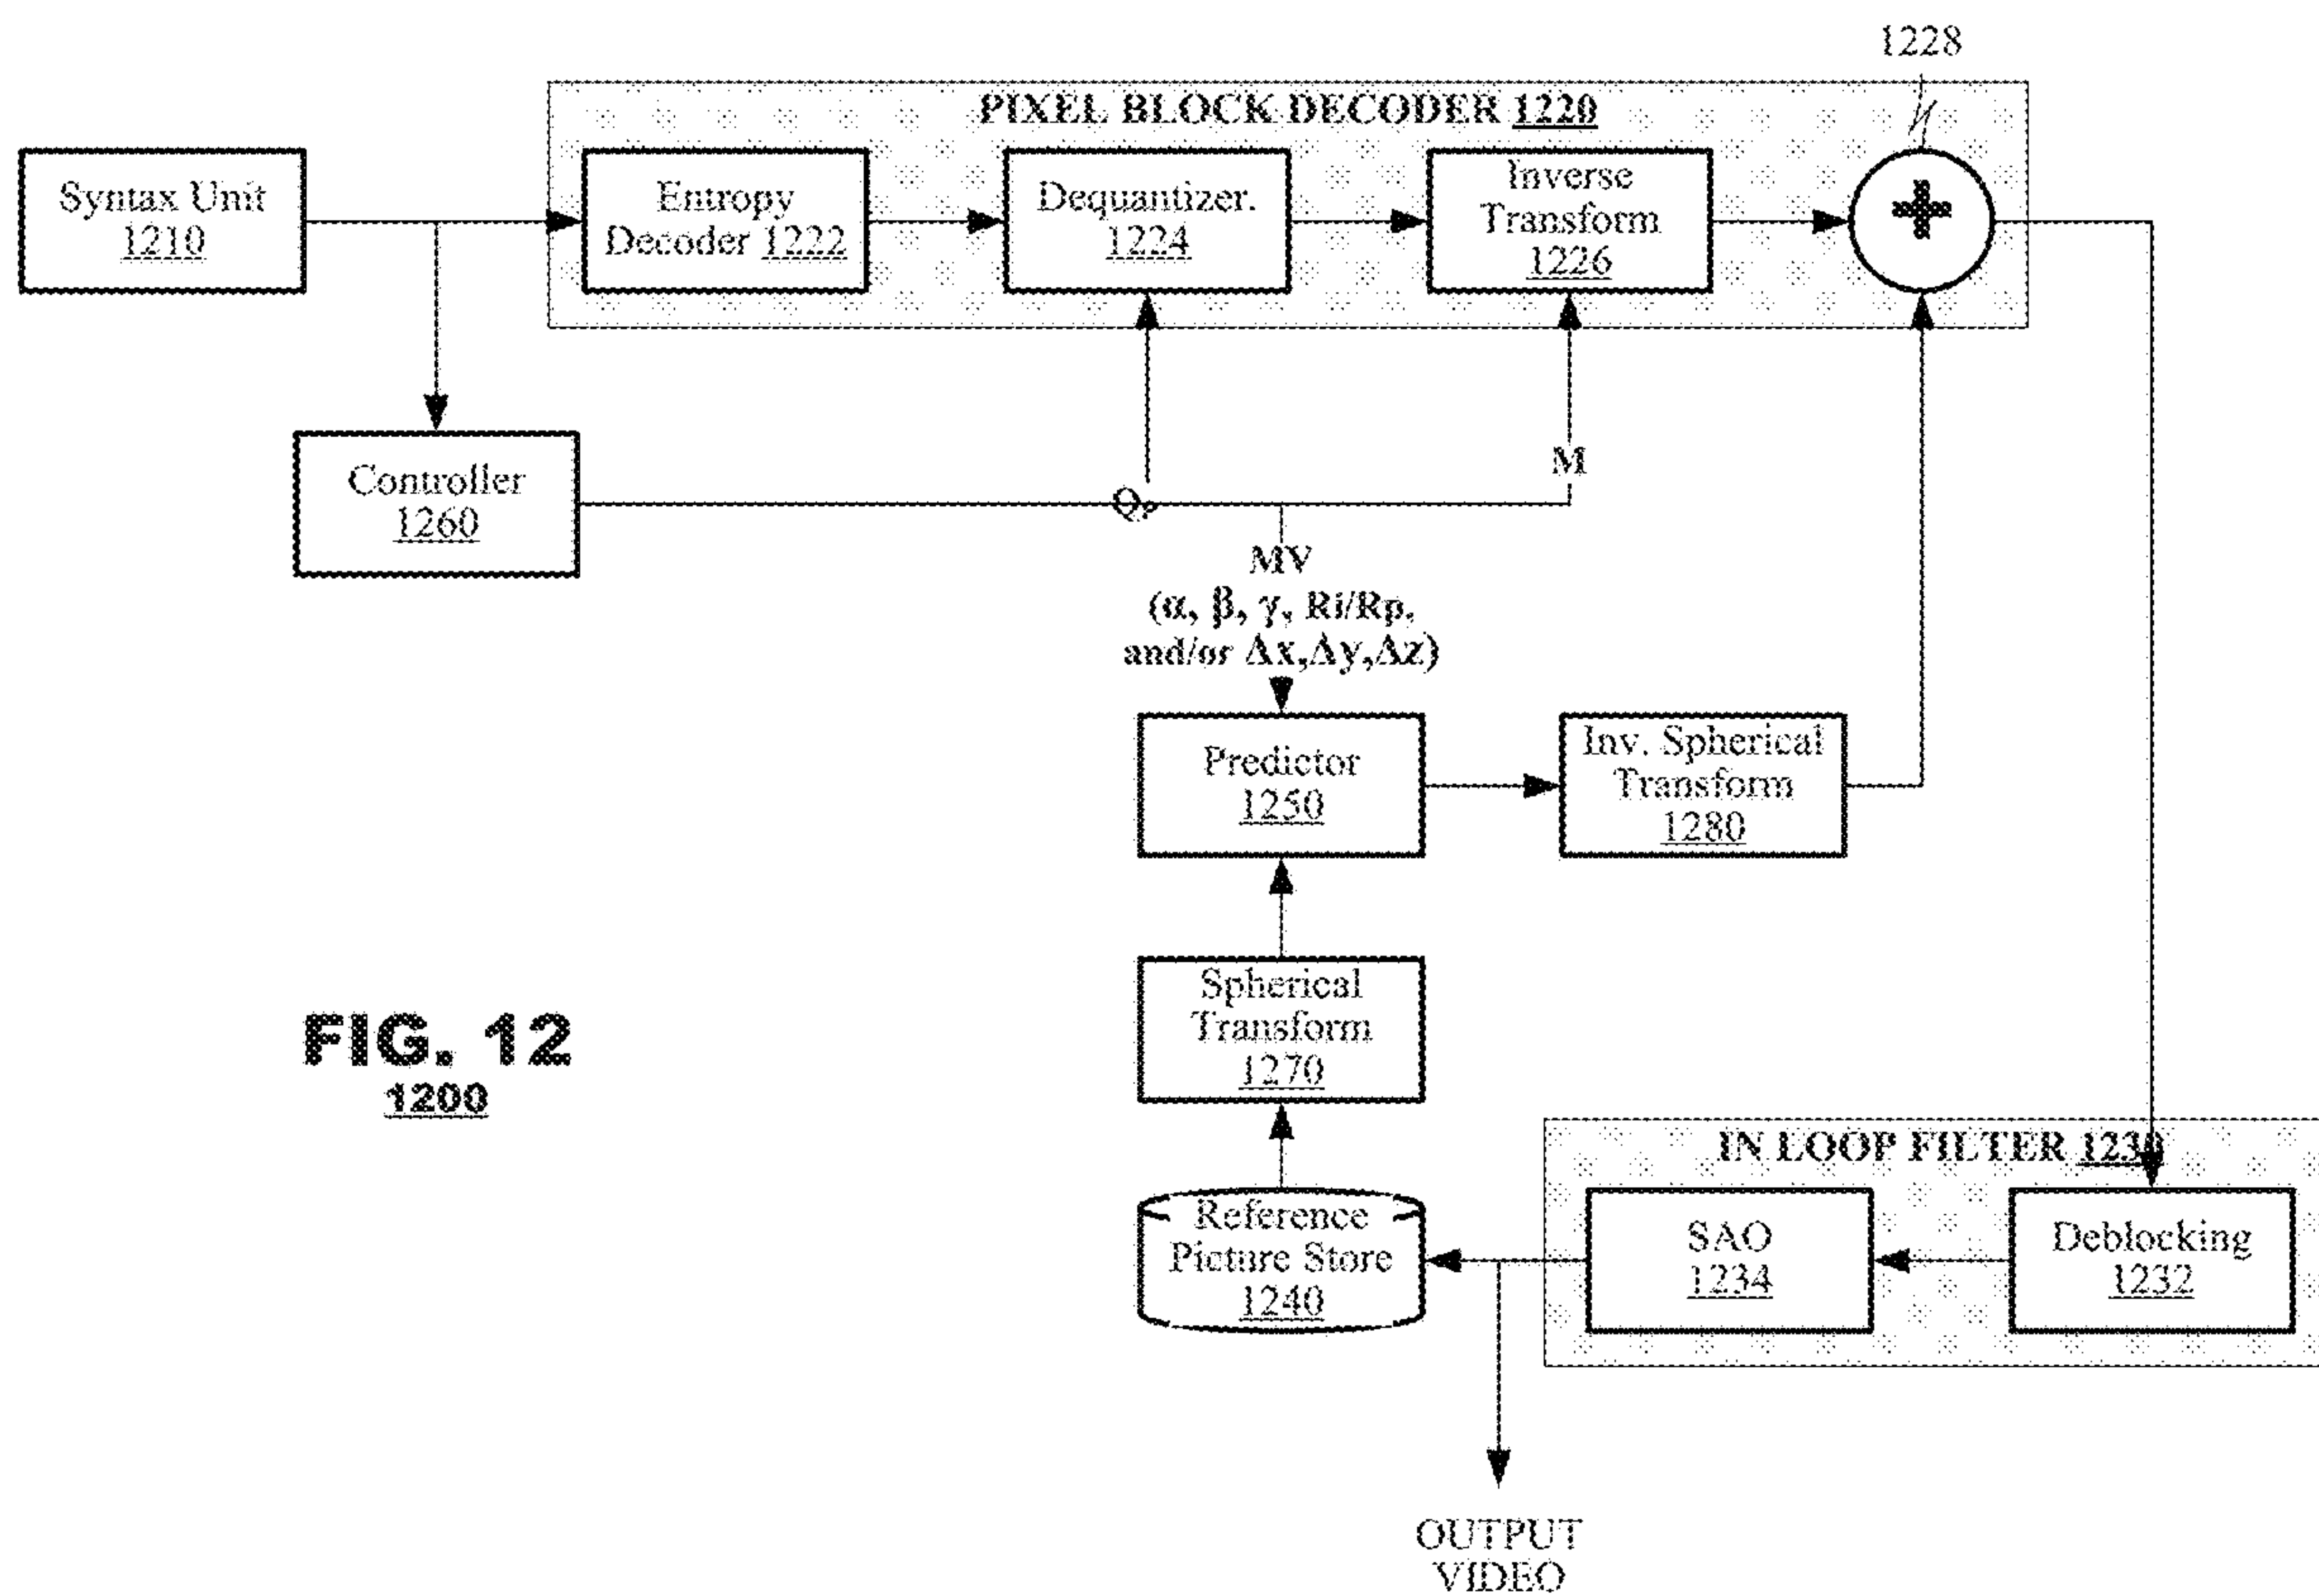 1228
PIXEL BLOCK DECODER 1220
Syntax Unit
1210
Entropy
Decoder 1222
Dequantizer.
1224
Inverse
Transform
1226
+
Controller
1260
QP
M
MV
(α, β, γ, Ri/Rp,
and/or Δx,Δy,Δz)
Predictor
1250
Inv. Spherical
Transform
1280
Spherical
Transform
1270
FIG. 12
1200
IN LOOP FILTER 1230
Reference
Picture Store
1240
SAO
1234
Deblocking
1232
OUTPUT
VIDEO